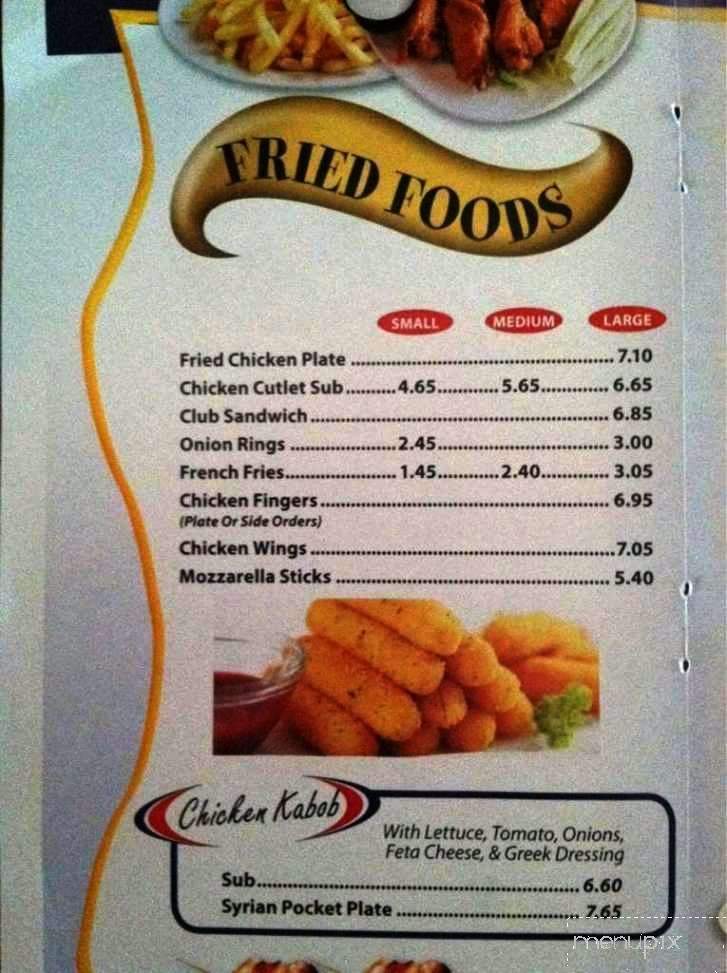 FRIED FOODS
SMALL MEDIUM LARGE
Fried Chicken Plate ........ 7.10
Chicken Cutlet Sub ........ 4.65 ........ 5.65 ........ 6.65
Club Sandwich ........ 6.85
Onion Rings ........ 2.45 ........ 3.00
French Fries ........ 1.45 ........ 2.40 ........ 3.05
Chicken Fingers ........ 6.95
(Plate Or Side Orders)
Chicken Wings ........ 7.05
Mozzarella Sticks ........ 5.40
Chicken Kabob
With Lettuce, Tomato, Onions,
Feta Cheese, & Greek Dressing
Sub ........ 6.60
Syrian Pocket Plate ........ 7.65
menupix